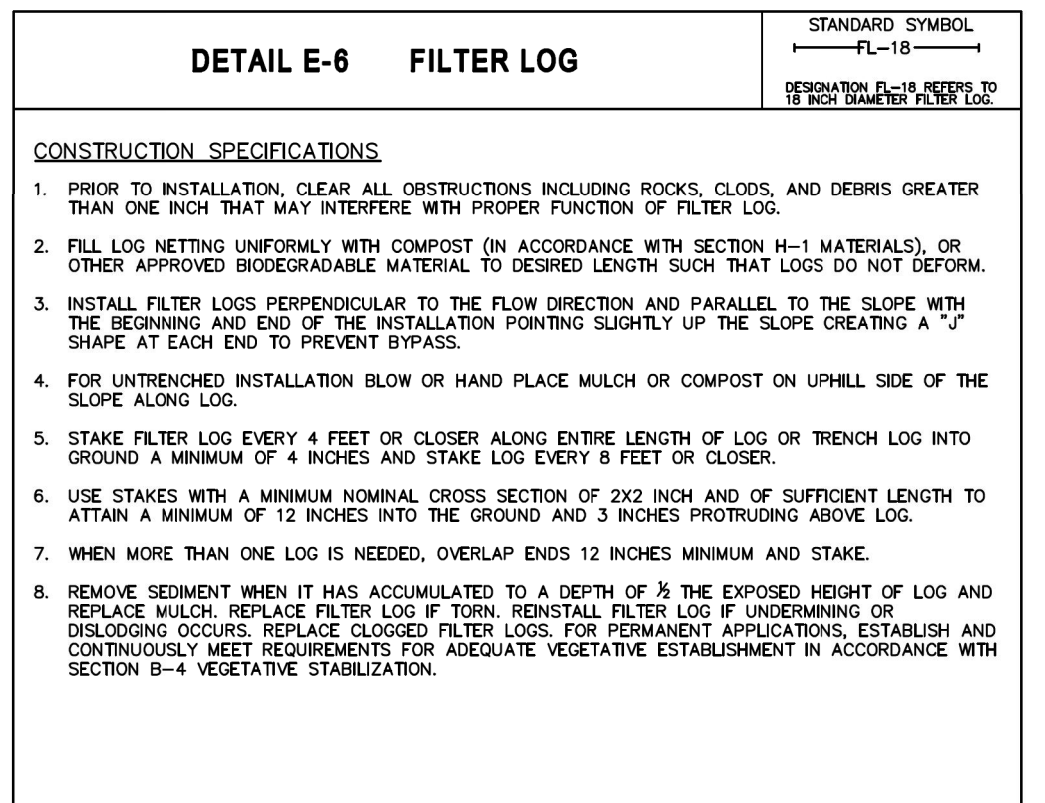 DETAIL E-6 FILTER LOG
STANDARD SYMBOL
FL-18
DESIGNATION FL-18 REFERS TO
18 INCH DIAMETER FILTER LOG.
CONSTRUCTION SPECIFICATIONS
1. PRIOR TO INSTALLATION, CLEAR ALL OBSTRUCTIONS INCLUDING ROCKS, CLODS, AND DEBRIS GREATER
THAN ONE INCH THAT MAY INTERFERE WITH PROPER FUNCTION OF FILTER LOG.
2. FILL LOG NETTING UNIFORMLY WITH COMPOST (IN ACCORDANCE WITH SECTION H-1 MATERIALS), OR
OTHER APPROVED BIODEGRADABLE MATERIAL TO DESIRED LENGTH SUCH THAT LOGS DO NOT DEFORM.
3. INSTALL FILTER LOGS PERPENDICULAR TO THE FLOW DIRECTION AND PARALLEL TO THE SLOPE WITH
THE BEGINNING AND END OF THE INSTALLATION POINTING SLIGHTLY UP THE SLOPE CREATING A "J"
SHAPE AT EACH END TO PREVENT BYPASS.
4. FOR UNTRENCHED INSTALLATION BLOW OR HAND PLACE MULCH OR COMPOST ON UPHILL SIDE OF THE
SLOPE ALONG LOG.
5. STAKE FILTER LOG EVERY 4 FEET OR CLOSER ALONG ENTIRE LENGTH OF LOG OR TRENCH LOG INTO
GROUND A MINIMUM OF 4 INCHES AND STAKE LOG EVERY 8 FEET OR CLOSER.
6. USE STAKES WITH A MINIMUM NOMINAL CROSS SECTION OF 2X2 INCH AND OF SUFFICIENT LENGTH TO
ATTAIN A MINIMUM OF 12 INCHES INTO THE GROUND AND 3 INCHES PROTRUDING ABOVE LOG.
7. WHEN MORE THAN ONE LOG IS NEEDED, OVERLAP ENDS 12 INCHES MINIMUM AND STAKE.
8. REMOVE SEDIMENT WHEN IT HAS ACCUMULATED TO A DEPTH OF ½ THE EXPOSED HEIGHT OF LOG AND
REPLACE MULCH. REPLACE FILTER LOG IF TORN. REINSTALL FILTER LOG IF UNDERMINING OR
DISLODGING OCCURS. REPLACE CLOGGED FILTER LOGS. FOR PERMANENT APPLICATIONS, ESTABLISH AND
CONTINUOUSLY MEET REQUIREMENTS FOR ADEQUATE VEGETATIVE ESTABLISHMENT IN ACCORDANCE WITH
SECTION B-4 VEGETATIVE STABILIZATION.